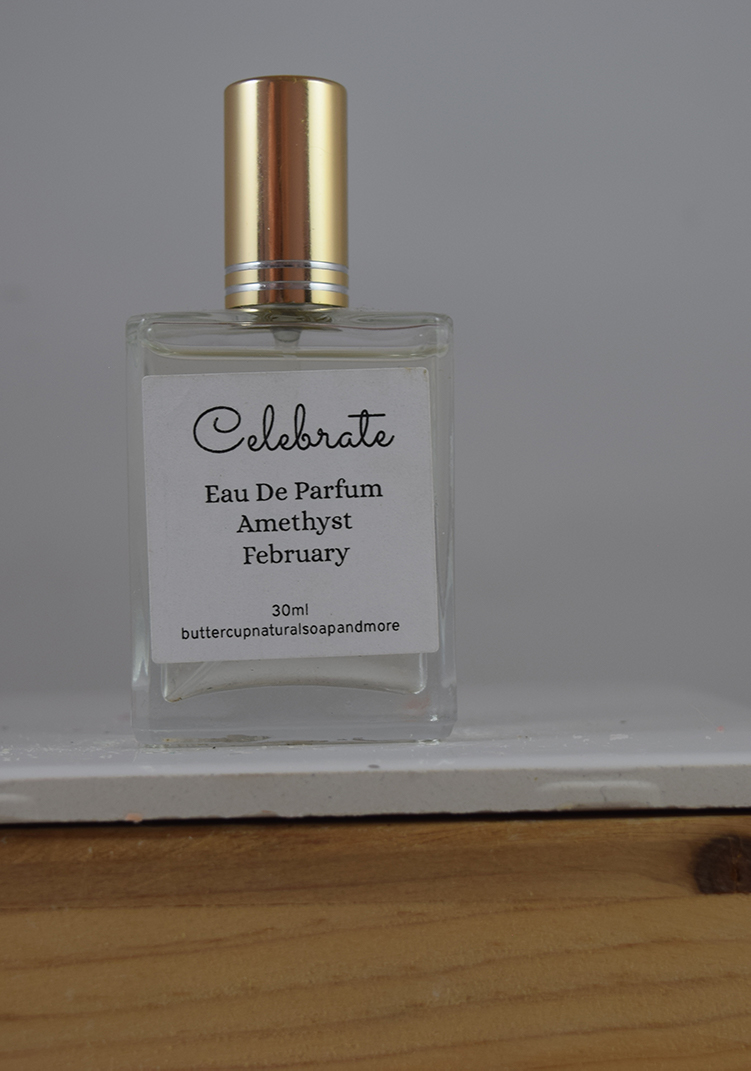 Celebrate
Eau De Parfum
Amethyst
February
30ml
buttercupnaturalsoapandmore